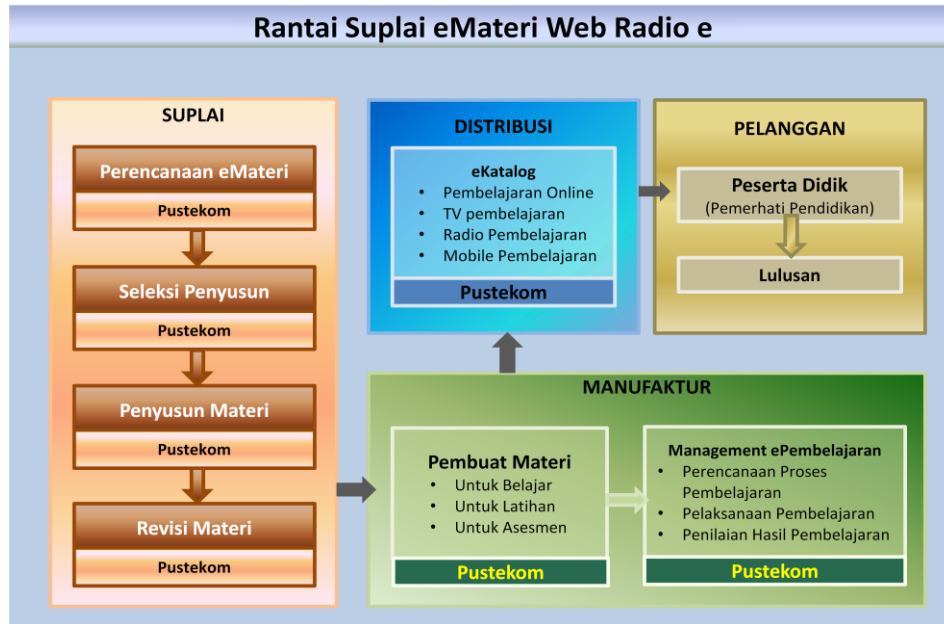 Rantai Suplai eMateri Web Radio e
SUPLAI
Perencanaan eMateri
Pustekom
Seleksi Penyusun
Pustekom
Penyusun Materi
Pustekom
Revisi Materi
Pustekom
DISTRIBUSI
eKatalog
• Pembelajaran Online
• TV pembelajaran
• Radio Pembelajaran
• Mobile Pembelajaran
Pustekom
PELANGGAN
Peserta Didik
(Pemerhati Pendidikan)
Lulusan
MANUFAKTUR
Pembuat Materi
• Untuk Belajar
• Untuk Latihan
• Untuk Asesmen
Pustekom
Management ePembelajaran
• Perencanaan Proses
Pembelajaran
• Pelaksanaan Pembelajaran
• Penilaian Hasil Pembelajaran
Pustekom